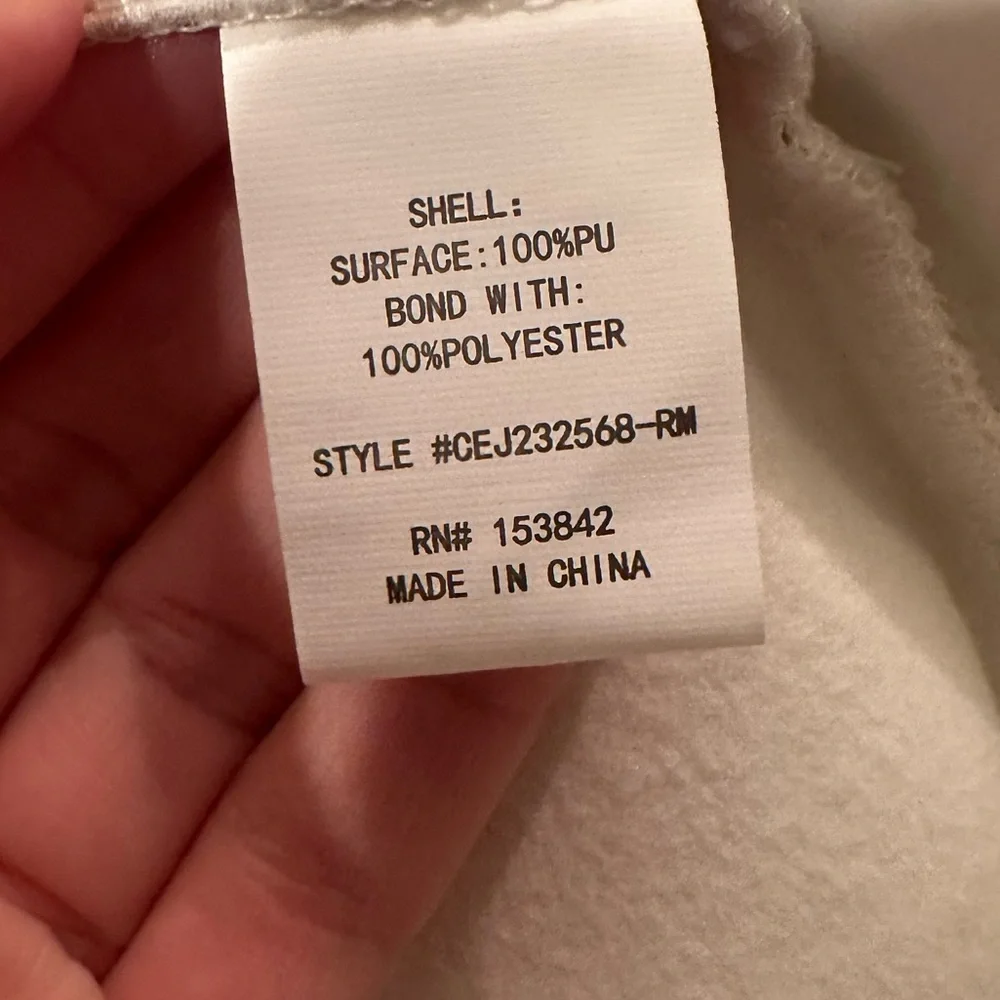 SHELL:
SURFACE:100%PU
BOND WITH:
100%POLYESTER
STYLE #CEJ232568-RM
RN# 153842
MADE IN CHINA